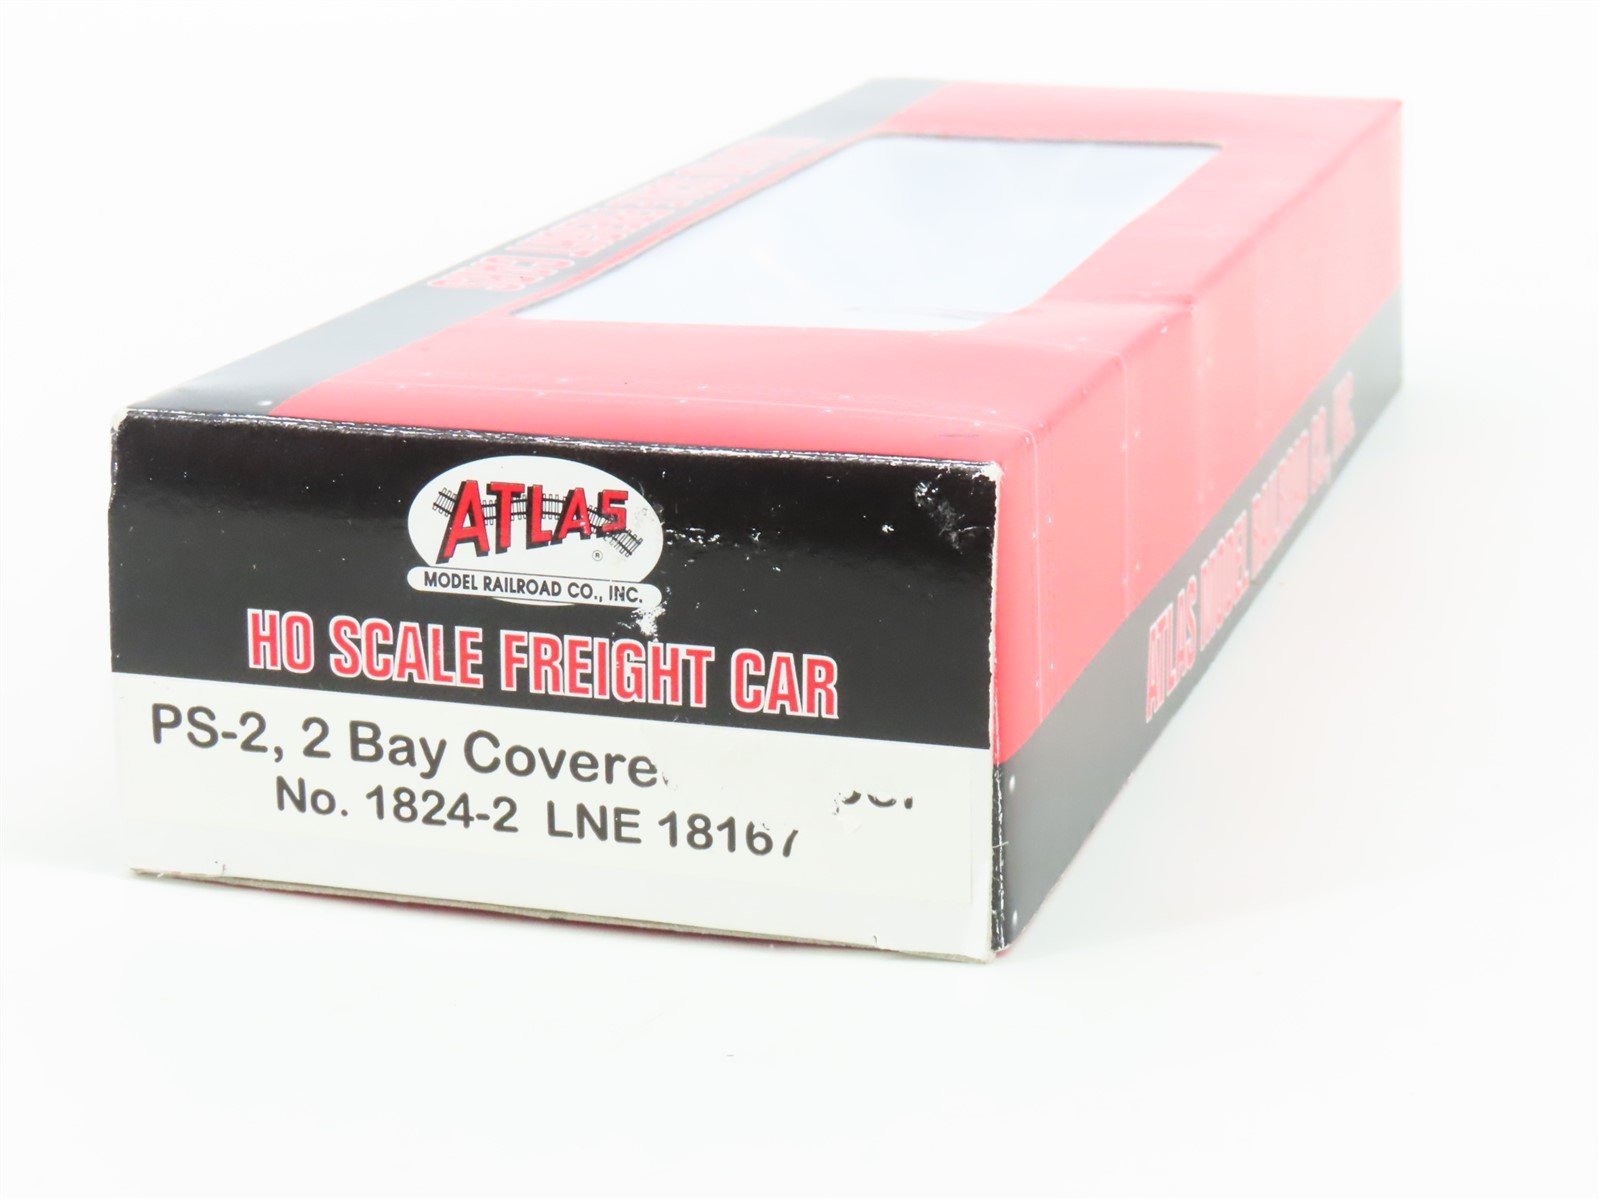 ATLAS
®
MODEL RAILROAD CO., INC.
HO SCALE FREIGHT CAR
PS-2, 2 Bay Covere
No. 1824-2 LNE 18167
ATLAS MODEL RAILROAD CO., INC.